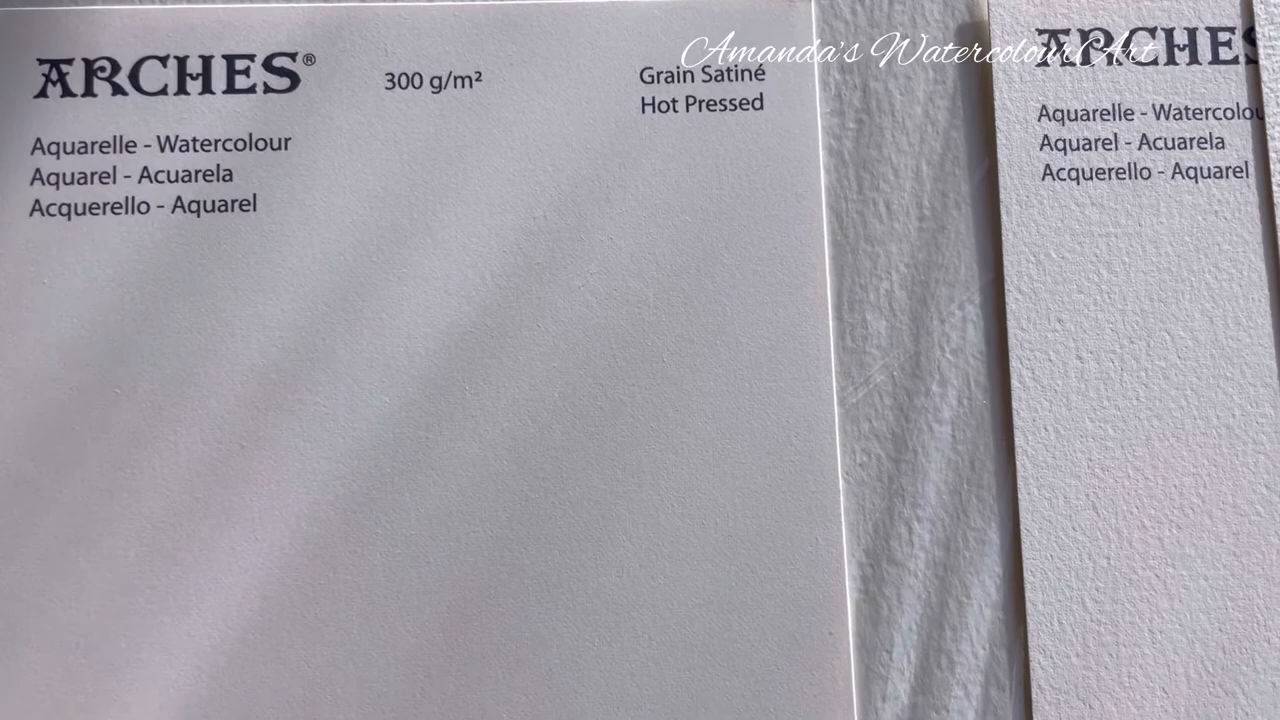 Amanda's Watercolour Art
ARCHES®
300 g/m²
Grain Satiné
Hot Pressed
Aquarelle - Watercolour
Aquarel - Acuarela
Acquerello - Aquarel
ARCHES
Aquarelle - Watercolou
Aquarel - Acuarela
Acquerello - Aquarel